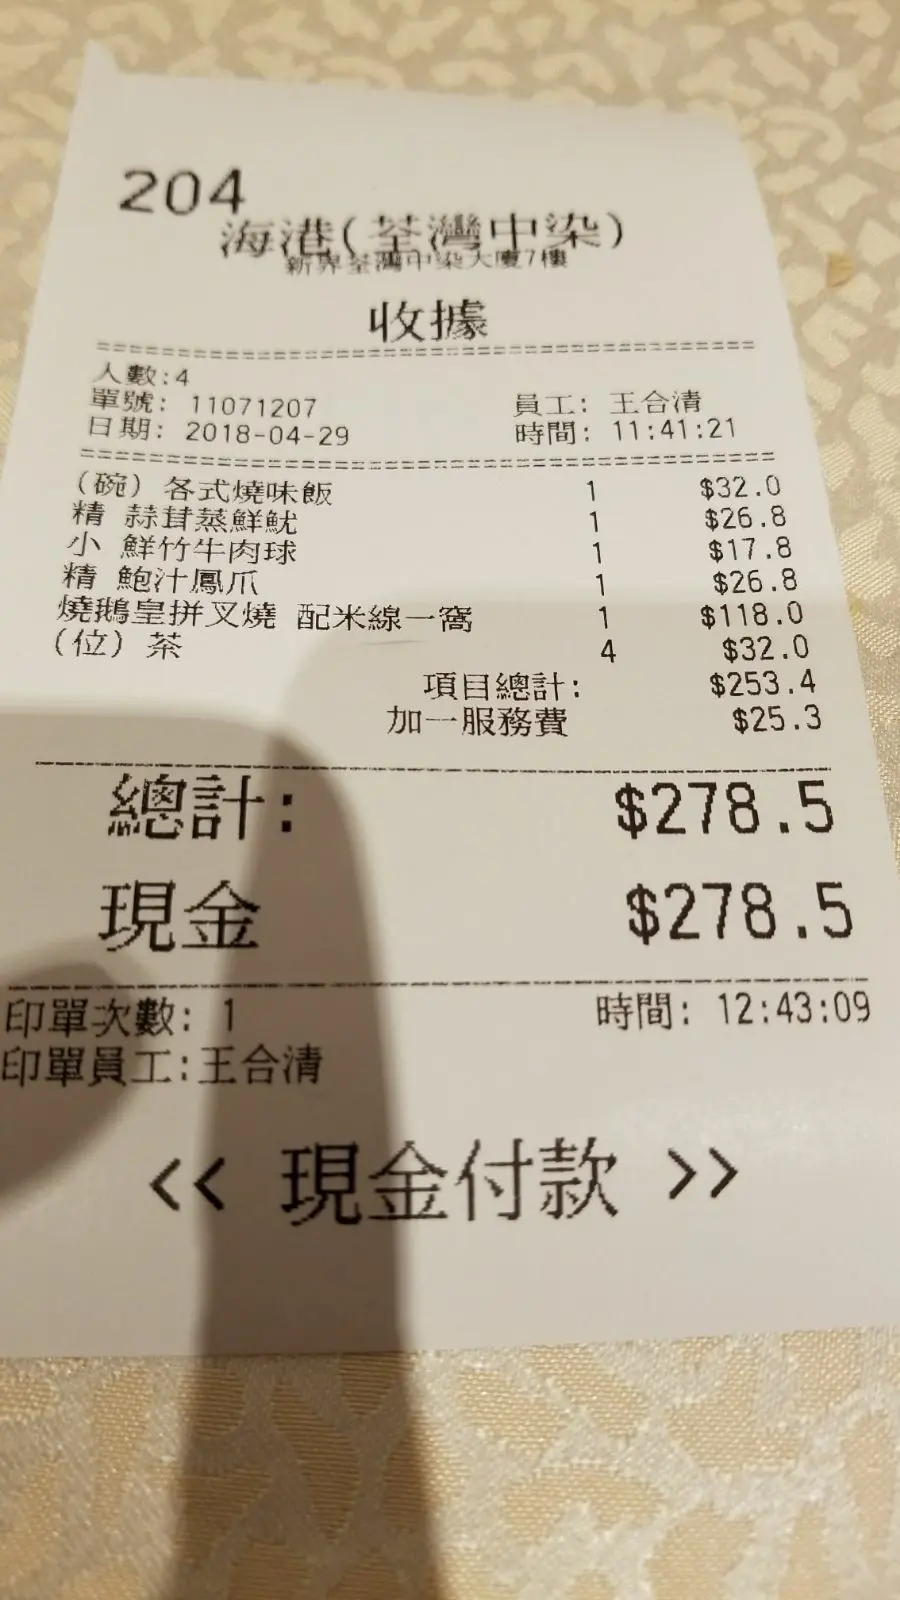 204
海港(荃灣中染)
新界荃灣中染大廈7樓
收據
人數:4
單號: 11071207 員工: 王合清
日期: 2018-04-29 時間: 11:41:21
(碗) 各式燒味飯 1 $32.0
精 蒜茸蒸鮮魷 1 $26.8
小 鮮竹牛肉球 1 $17.8
精 鮑汁鳳爪 1 $26.8
燒鵝皇拼叉燒 配米線一窩 1 $118.0
(位) 茶 4 $32.0
項目總計: $253.4
加一服務費 $25.3
總計: $278.5
現金 $278.5
印單次數: 1 時間: 12:43:09
印單員工:王合清
<< 現金付款 >>